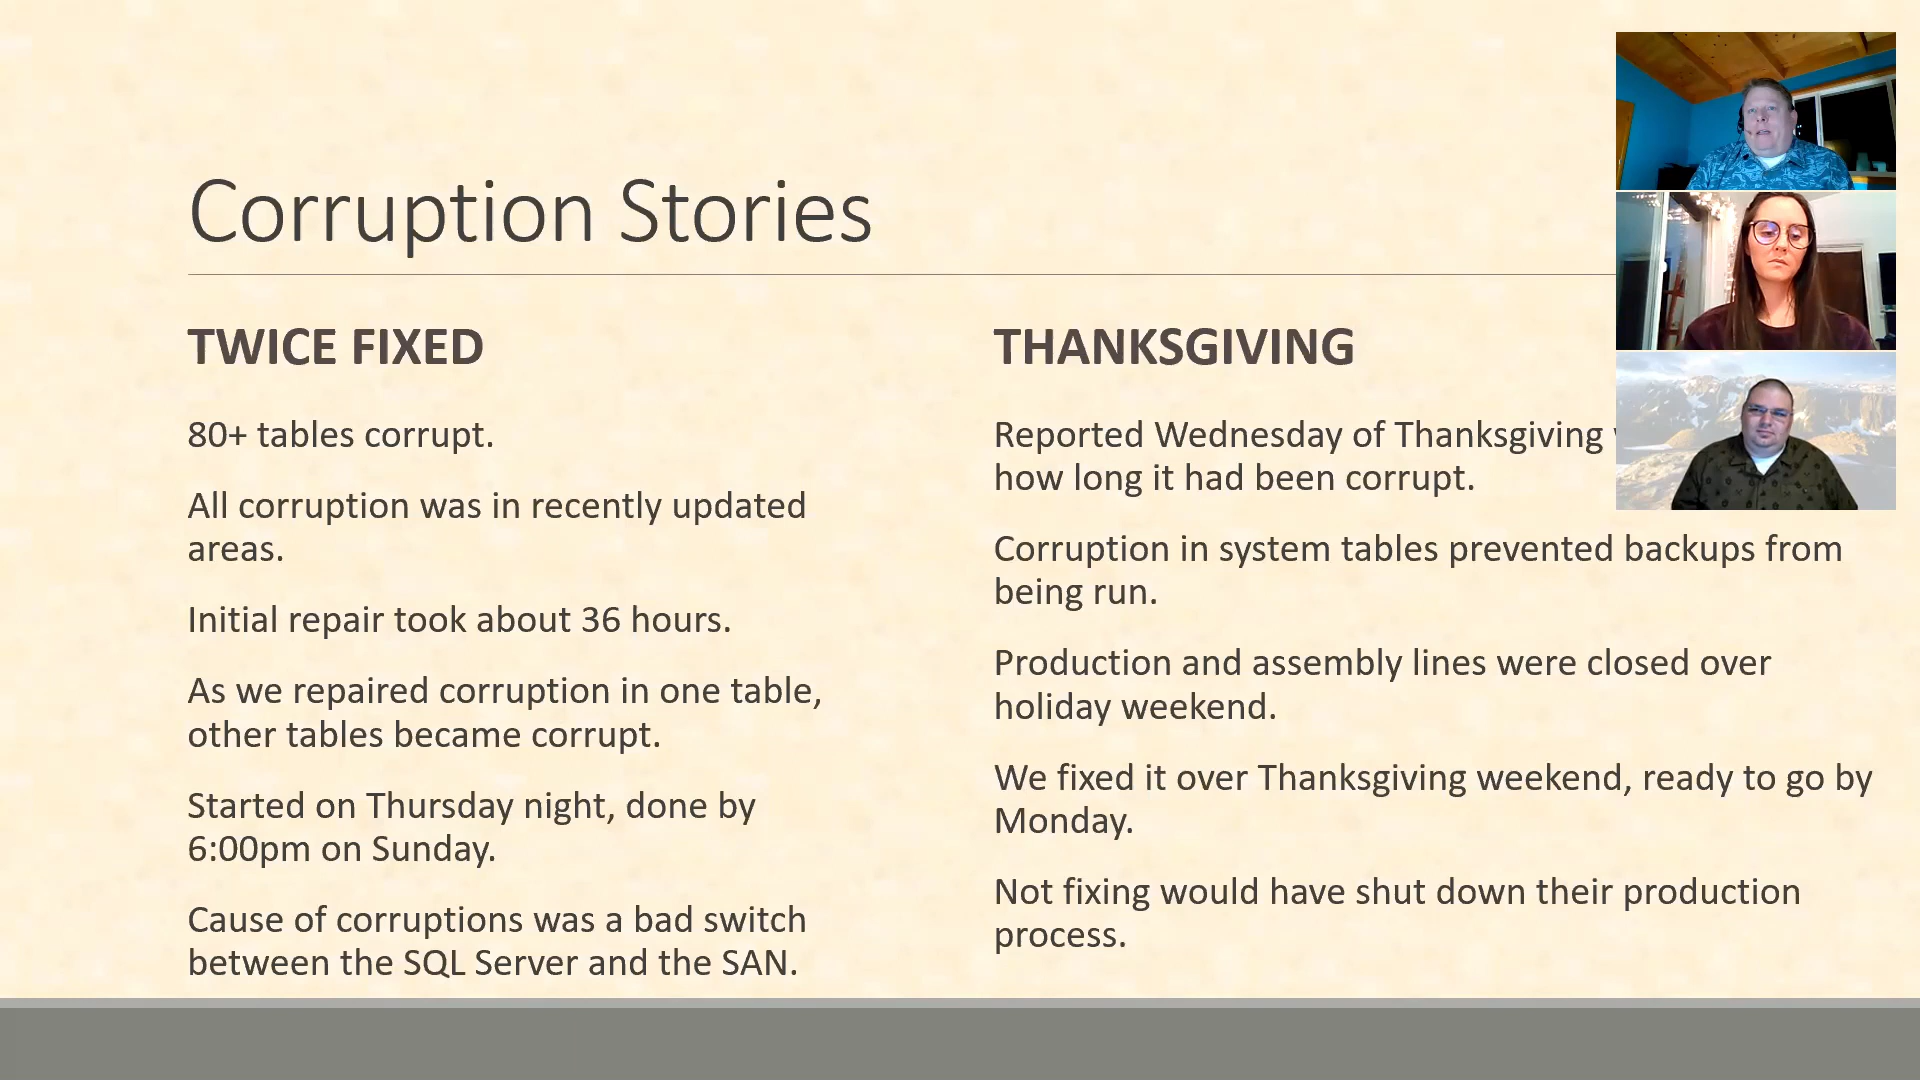 Corruption Stories
TWICE FIXED
80+ tables corrupt.
All corruption was in recently updated
areas.
Initial repair took about 36 hours.
As we repaired corruption in one table,
other tables became corrupt.
Started on Thursday night, done by
6:00pm on Sunday.
Cause of corruptions was a bad switch
between the SQL Server and the SAN.
THANKSGIVING
Reported Wednesday of Thanksgiving
how long it had been corrupt.
Corruption in system tables prevented backups from
being run.
Production and assembly lines were closed over
holiday weekend.
We fixed it over Thanksgiving weekend, ready to go by
Monday.
Not fixing would have shut down their production
process.